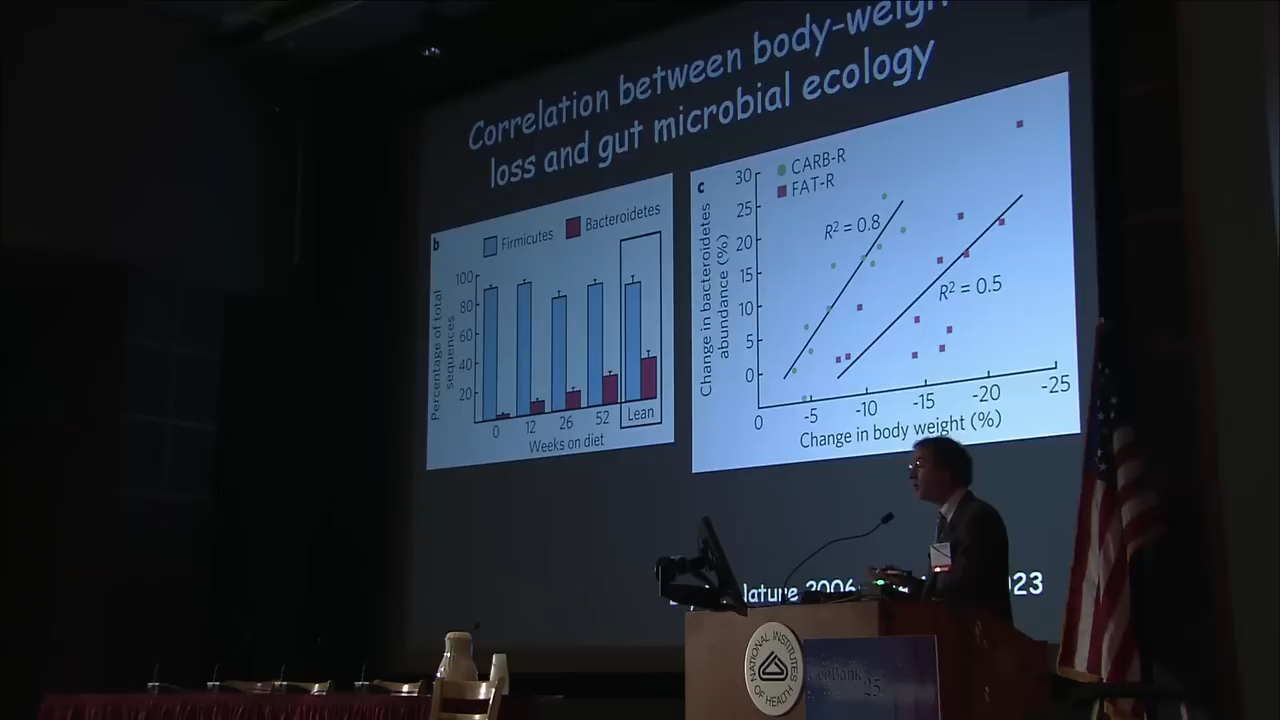 Correlation between body-weight
loss and gut microbial ecology
b
Firmicutes
Bacteroidetes
Percentage of total
sequences
100
80
60
40
20
0
12
26
52
Lean
Weeks on diet
c
CARB-R
FAT-R
Change in bacteroidetes
abundance (%)
30
25
20
15
10
5
0
R² = 0.8
R² = 0.5
0
-5
-10
-15
-20
-25
Change in body weight (%)
Nature 2006
023
NATIONAL INSTITUTES
OF HEALTH
GenBank
25